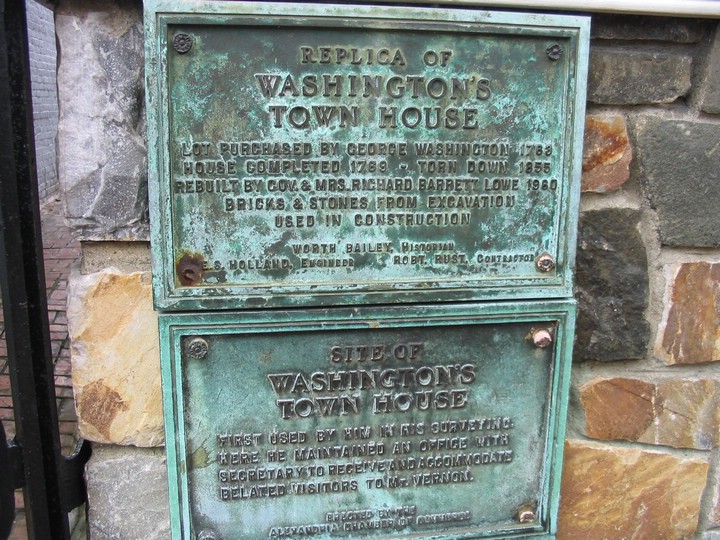 REPLICA OF
WASHINGTON'S
TOWN HOUSE
LOT PURCHASED BY GEORGE WASHINGTON 1763
HOUSE COMPLETED 1769 - TORN DOWN 1855
REBUILT BY GOV. & MRS. RICHARD BARRETT LOWE 1960
BRICKS & STONES FROM EXCAVATION
USED IN CONSTRUCTION
WORTH BAILEY, HISTORIAN
E.S. HOLLAND, ENGINEER ROBT. RUST, CONTRACTOR
SITE OF
WASHINGTON'S
TOWN HOUSE
FIRST USED BY HIM IN HIS SURVEYING.
HERE HE MAINTAINED AN OFFICE WITH
SECRETARY TO RECEIVE AND ACCOMMODATE
BELATED VISITORS TO MT. VERNON.
ERECTED BY THE
ALEXANDRIA CHAMBER OF COMMERCE